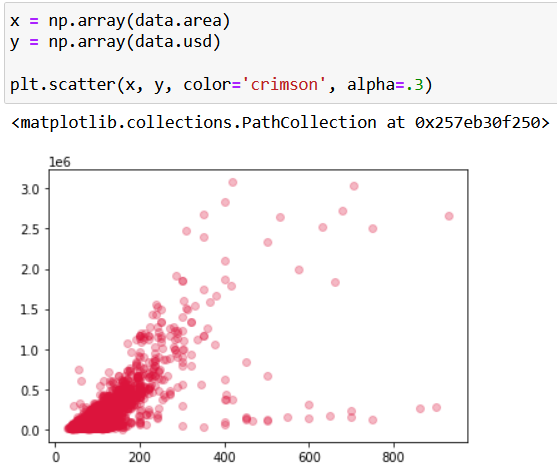 x = np.array(data.area)
y = np.array(data.usd)
plt.scatter(x, y, color='crimson', alpha=.3)
<matplotlib.collections.PathCollection at 0x257eb30f250>
1e6
3.0
2.5
2.0
1.5
1.0
0.5
0.0
0 200 400 600 800